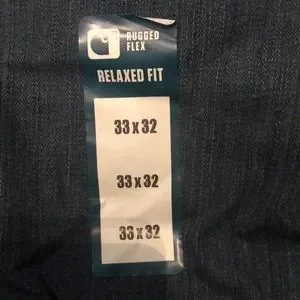 RUGGED
FLEX
RELAXED FIT
33 x 32
33 x 32
33 x 32